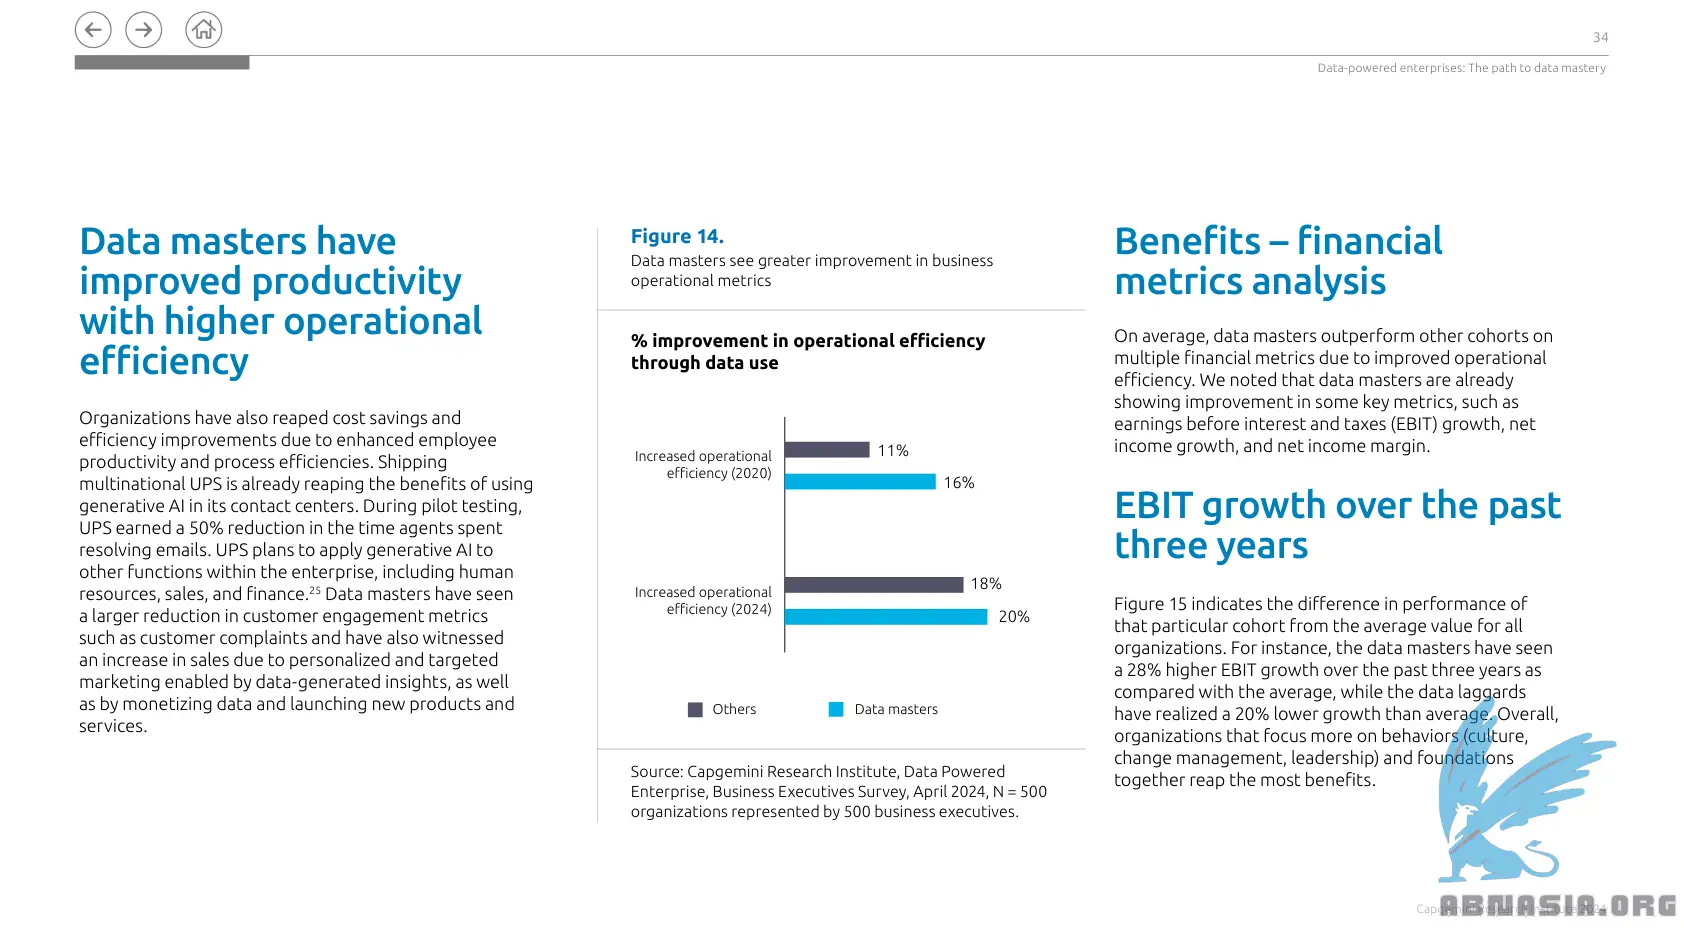 34
Data-powered enterprises: The path to data mastery
Data masters have
improved productivity
with higher operational
efficiency
Organizations have also reaped cost savings and
efficiency improvements due to enhanced employee
productivity and process efficiencies. Shipping
multinational UPS is already reaping the benefits of using
generative AI in its contact centers. During pilot testing,
UPS earned a 50% reduction in the time agents spent
resolving emails. UPS plans to apply generative AI to
other functions within the enterprise, including human
resources, sales, and finance.²⁵ Data masters have seen
a larger reduction in customer engagement metrics
such as customer complaints and have also witnessed
an increase in sales due to personalized and targeted
marketing enabled by data-generated insights, as well
as by monetizing data and launching new products and
services.
Figure 14.
Data masters see greater improvement in business
operational metrics
% improvement in operational efficiency
through data use
Increased operational
efficiency (2020)
11%
16%
Increased operational
efficiency (2024)
18%
20%
Others
Data masters
Source: Capgemini Research Institute, Data Powered
Enterprise, Business Executives Survey, April 2024, N = 500
organizations represented by 500 business executives.
Benefits – financial
metrics analysis
On average, data masters outperform other cohorts on
multiple financial metrics due to improved operational
efficiency. We noted that data masters are already
showing improvement in some key metrics, such as
earnings before interest and taxes (EBIT) growth, net
income growth, and net income margin.
EBIT growth over the past
three years
Figure 15 indicates the difference in performance of
that particular cohort from the average value for all
organizations. For instance, the data masters have seen
a 28% higher EBIT growth over the past three years as
compared with the average, while the data laggards
have realized a 20% lower growth than average. Overall,
organizations that focus more on behaviors (culture,
change management, leadership) and foundations
together reap the most benefits.
Capgemini Research Institute 2024
ABMASIA.ORG